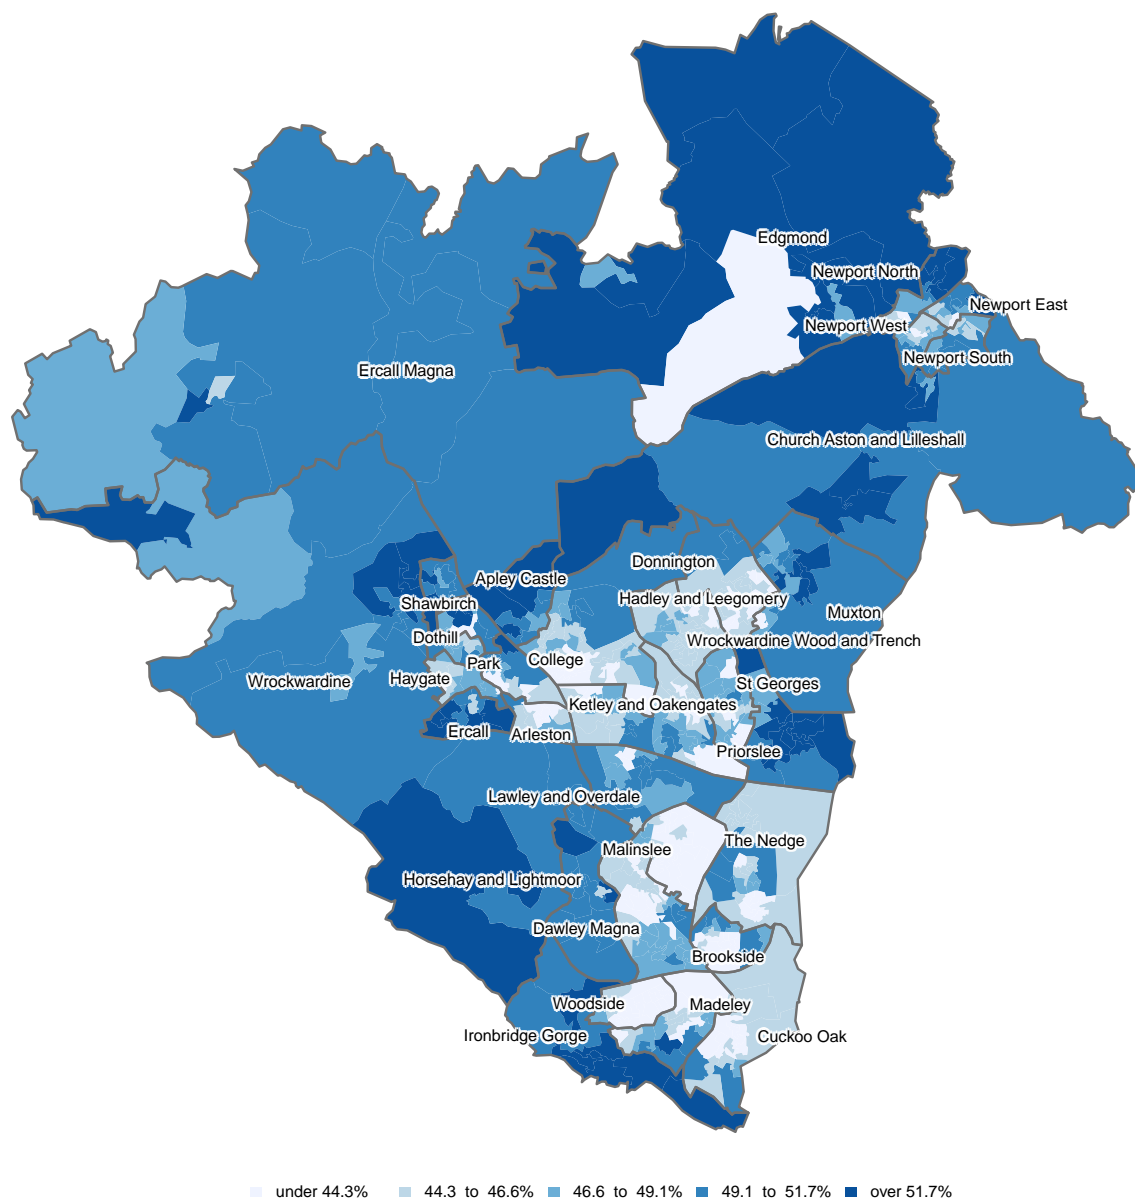 Edgmond
Newport North
Newport East
Newport West
Newport South
Ercall Magna
Church Aston and Lilleshall
Donnington
Apley Castle
Hadley and Leegomery
Shawbirch
Muxton
Dothill
Wrockwardine Wood and Trench
Park
College
Wrockwardine
Haygate
St Georges
Ketley and Oakengates
Ercall
Arleston
Priorslee
Lawley and Overdale
The Nedge
Malinslee
Horsehay and Lightmoor
Dawley Magna
Brookside
Woodside
Madeley
Ironbridge Gorge
Cuckoo Oak
under 44.3% 44.3 to 46.6% 46.6 to 49.1% 49.1 to 51.7% over 51.7%